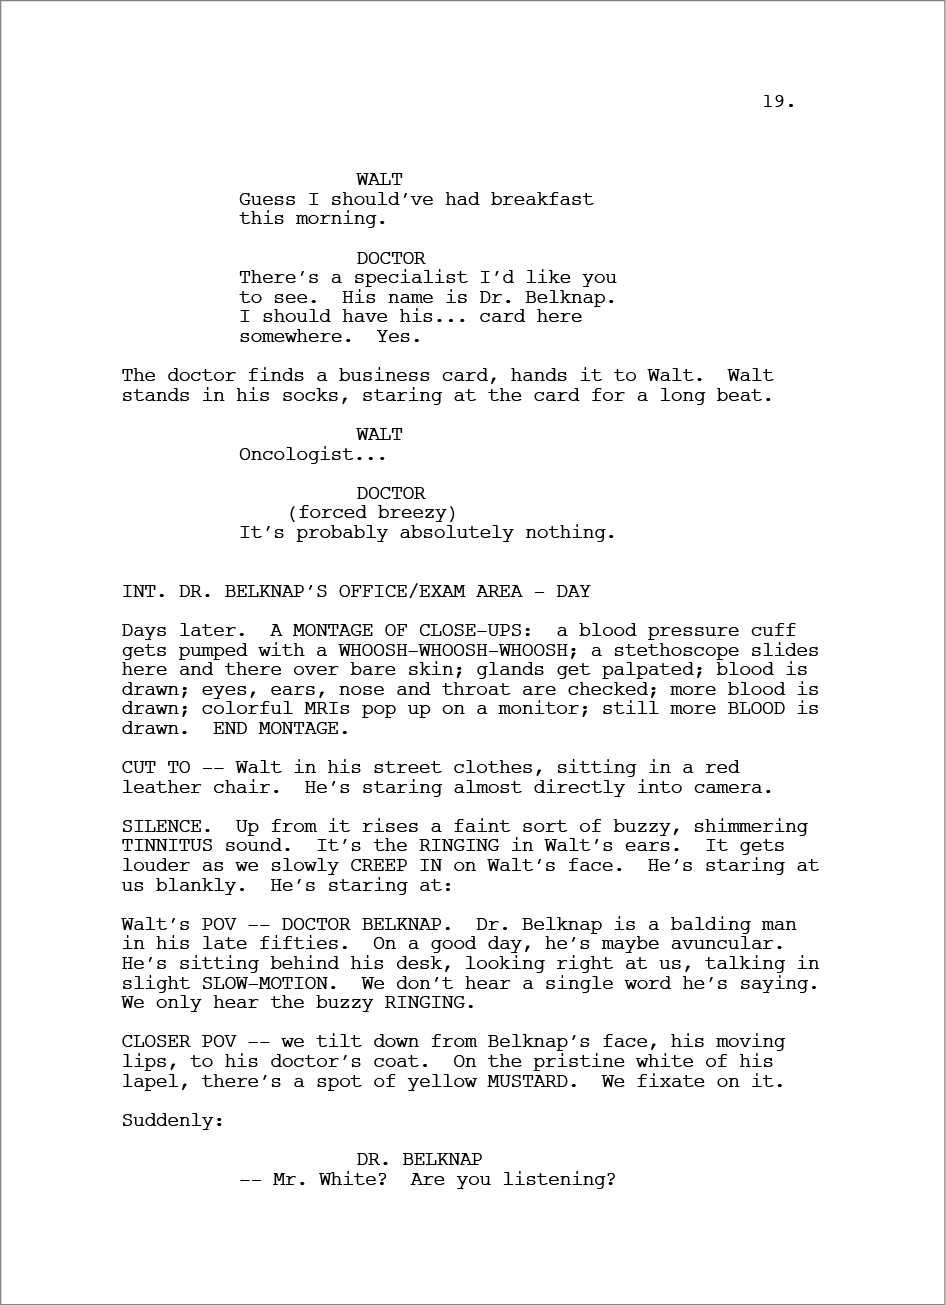 19.
WALT
Guess I should've had breakfast
this morning.
DOCTOR
There's a specialist I'd like you
to see.  His name is Dr. Belknap.
I should have his... card here
somewhere.  Yes.
The doctor finds a business card, hands it to Walt.  Walt
stands in his socks, staring at the card for a long beat.
WALT
Oncologist...
DOCTOR
(forced breezy)
It's probably absolutely nothing.
INT. DR. BELKNAP'S OFFICE/EXAM AREA - DAY
Days later.  A MONTAGE OF CLOSE-UPS:  a blood pressure cuff
gets pumped with a WHOOSH-WHOOSH-WHOOSH; a stethoscope slides
here and there over bare skin; glands get palpated; blood is
drawn; eyes, ears, nose and throat are checked; more blood is
drawn; colorful MRIs pop up on a monitor; still more BLOOD is
drawn.  END MONTAGE.
CUT TO -- Walt in his street clothes, sitting in a red
leather chair.  He's staring almost directly into camera.
SILENCE.  Up from it rises a faint sort of buzzy, shimmering
TINNITUS sound.  It's the RINGING in Walt's ears.  It gets
louder as we slowly CREEP IN on Walt's face.  He's staring at
us blankly.  He's staring at:
Walt's POV -- DOCTOR BELKNAP.  Dr. Belknap is a balding man
in his late fifties.  On a good day, he's maybe avuncular.
He's sitting behind his desk, looking right at us, talking in
slight SLOW-MOTION.  We don't hear a single word he's saying.
We only hear the buzzy RINGING.
CLOSER POV -- we tilt down from Belknap's face, his moving
lips, to his doctor's coat.  On the pristine white of his
lapel, there's a spot of yellow MUSTARD.  We fixate on it.
Suddenly:
DR. BELKNAP
-- Mr. White?  Are you listening?